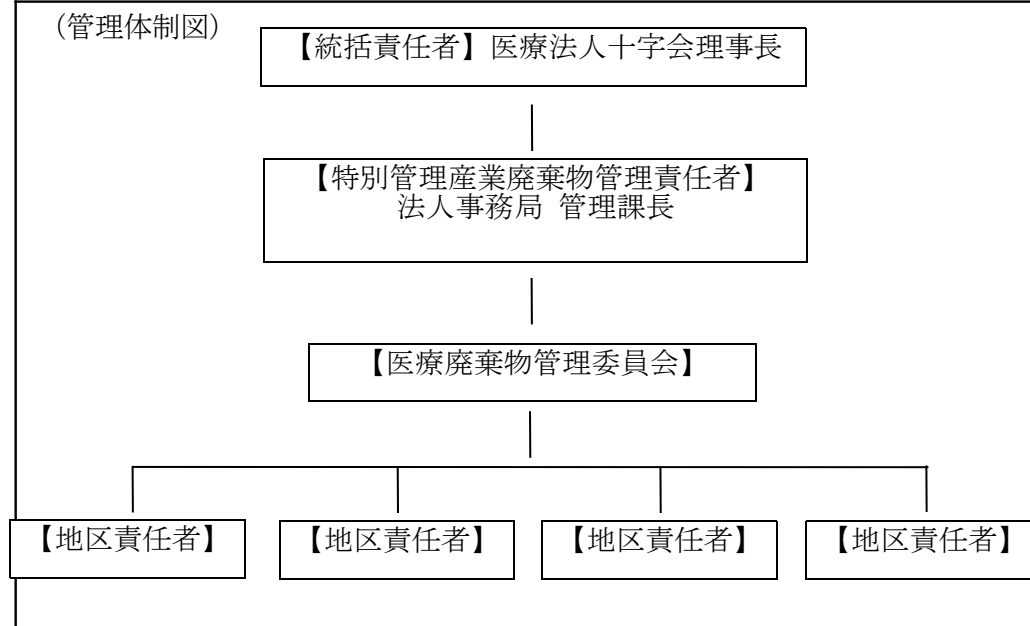 （管理体制図）
【統括責任者】医療法人十字会理事長
【特別管理産業廃棄物管理責任者】
法人事務局 管理課長
【医療廃棄物管理委員会】
【地区責任者】
【地区責任者】
【地区責任者】
【地区責任者】